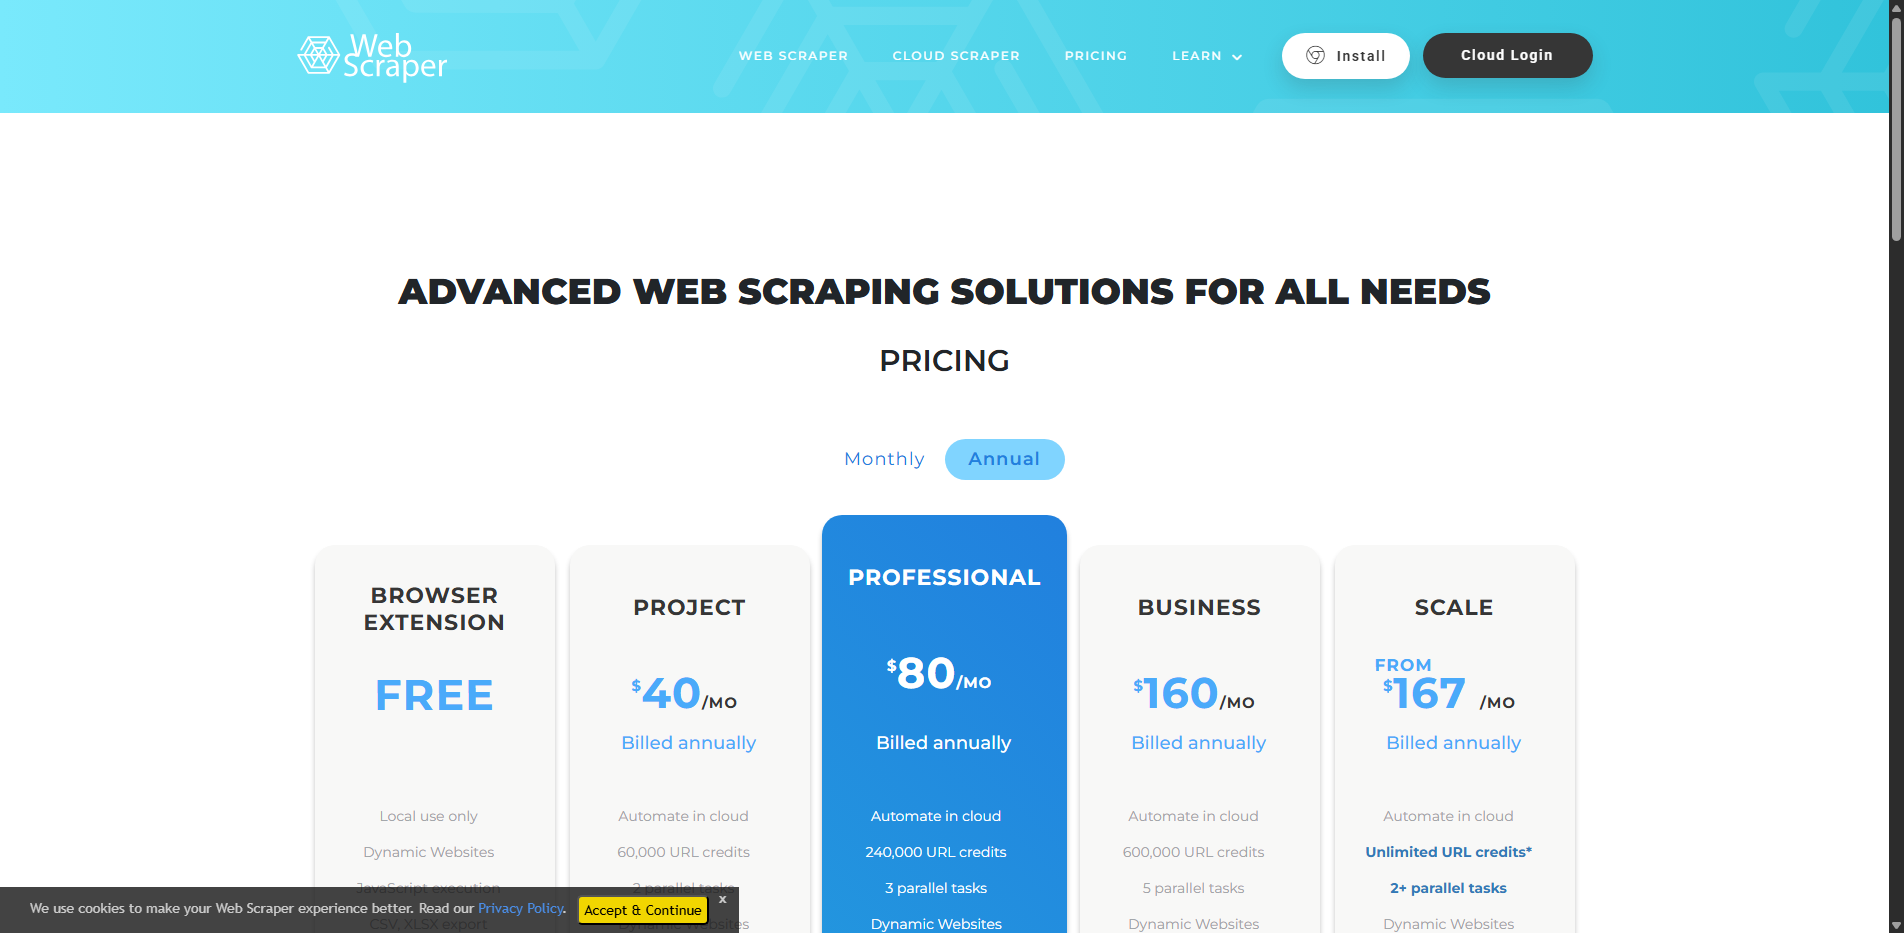 Web
Scraper
WEB SCRAPER
CLOUD SCRAPER
PRICING
LEARN
Install
Cloud Login
ADVANCED WEB SCRAPING SOLUTIONS FOR ALL NEEDS
PRICING
Monthly
Annual
BROWSER
EXTENSION
FREE
Local use only
Dynamic Websites
JavaScript execution
CSV, XLSX export
PROJECT
$40/MO
Billed annually
Automate in cloud
60,000 URL credits
2 parallel tasks
Dynamic Websites
PROFESSIONAL
$80/MO
Billed annually
Automate in cloud
240,000 URL credits
3 parallel tasks
Dynamic Websites
BUSINESS
$160/MO
Billed annually
Automate in cloud
600,000 URL credits
5 parallel tasks
Dynamic Websites
SCALE
FROM
$167 /MO
Billed annually
Automate in cloud
Unlimited URL credits*
2+ parallel tasks
Dynamic Websites
We use cookies to make your Web Scraper experience better. Read our Privacy Policy.
Accept & Continue
x